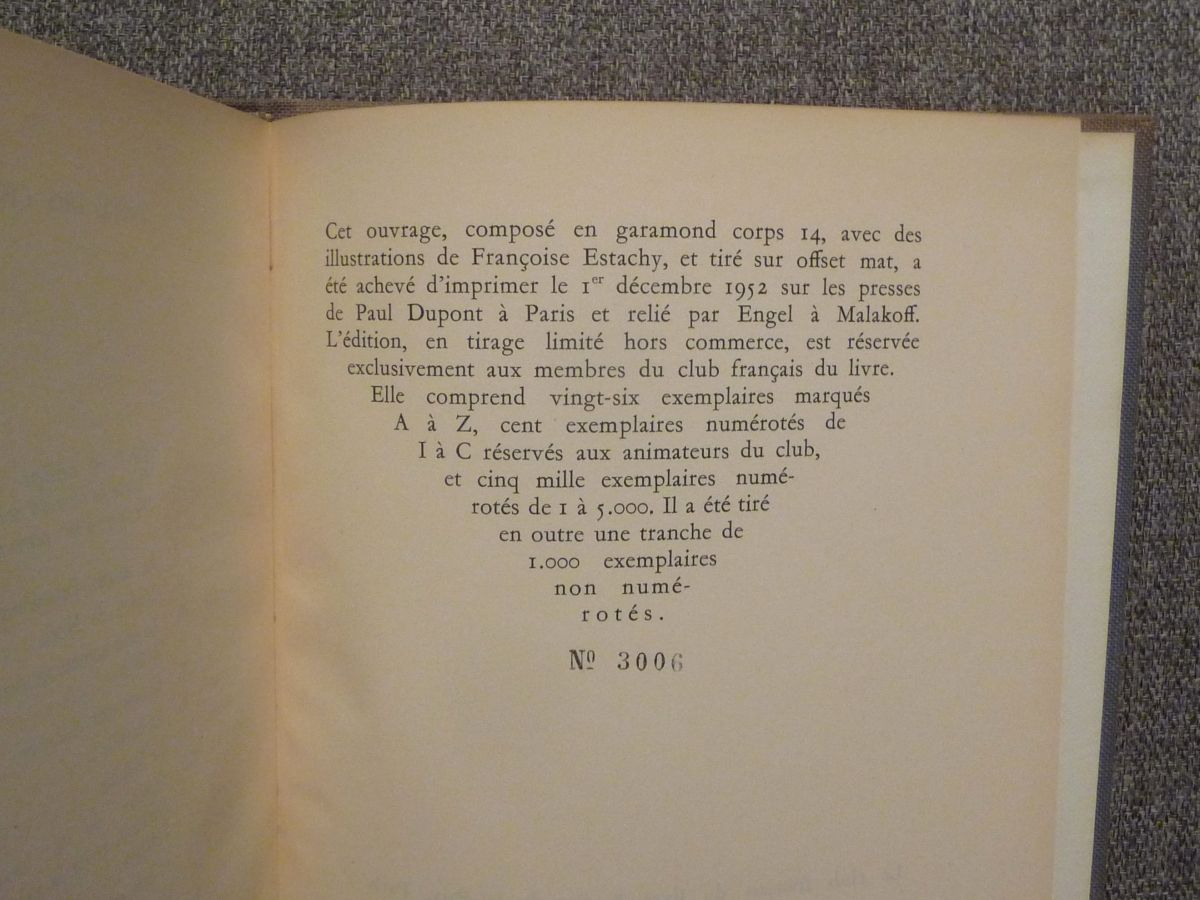 Cet ouvrage, composé en garamond corps 14, avec des
illustrations de Françoise Estachy, et tiré sur offset mat, a
été achevé d'imprimer le 1er décembre 1952 sur les presses
de Paul Dupont à Paris et relié par Engel à Malakoff.
L'édition, en tirage limité hors commerce, est réservée
exclusivement aux membres du club français du livre.
Elle comprend vingt-six exemplaires marqués
A à Z, cent exemplaires numérotés de
I à C réservés aux animateurs du club,
et cinq mille exemplaires numé-
rotés de 1 à 5.000. Il a été tiré
en outre une tranche de
1.000 exemplaires
non numé-
rotés.
Nº 3006